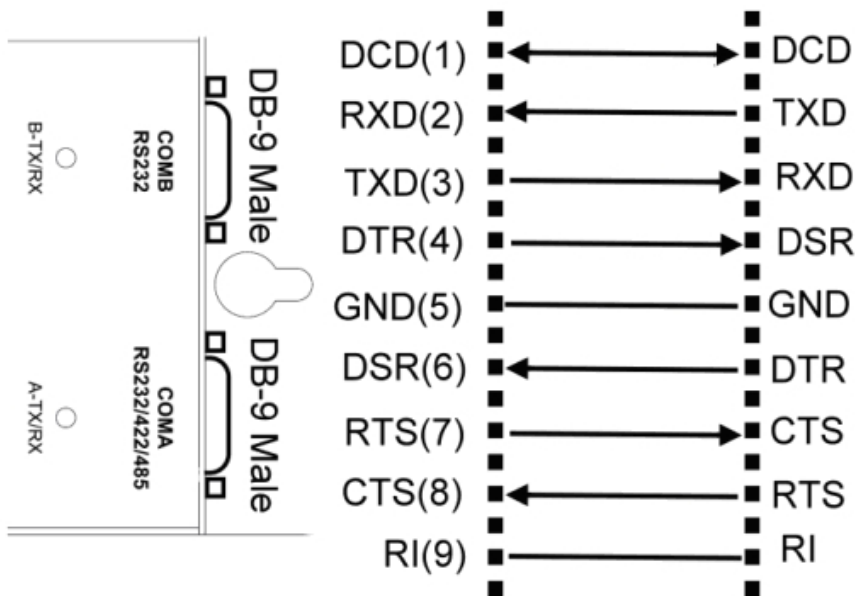 B-TX/RX
COMB
RS232
DB-9 Male
A-TX/RX
COMA
RS232/422/485
DB-9 Male
DCD(1) DCD
RXD(2) TXD
TXD(3) RXD
DTR(4) DSR
GND(5) GND
DSR(6) DTR
RTS(7) CTS
CTS(8) RTS
RI(9) RI